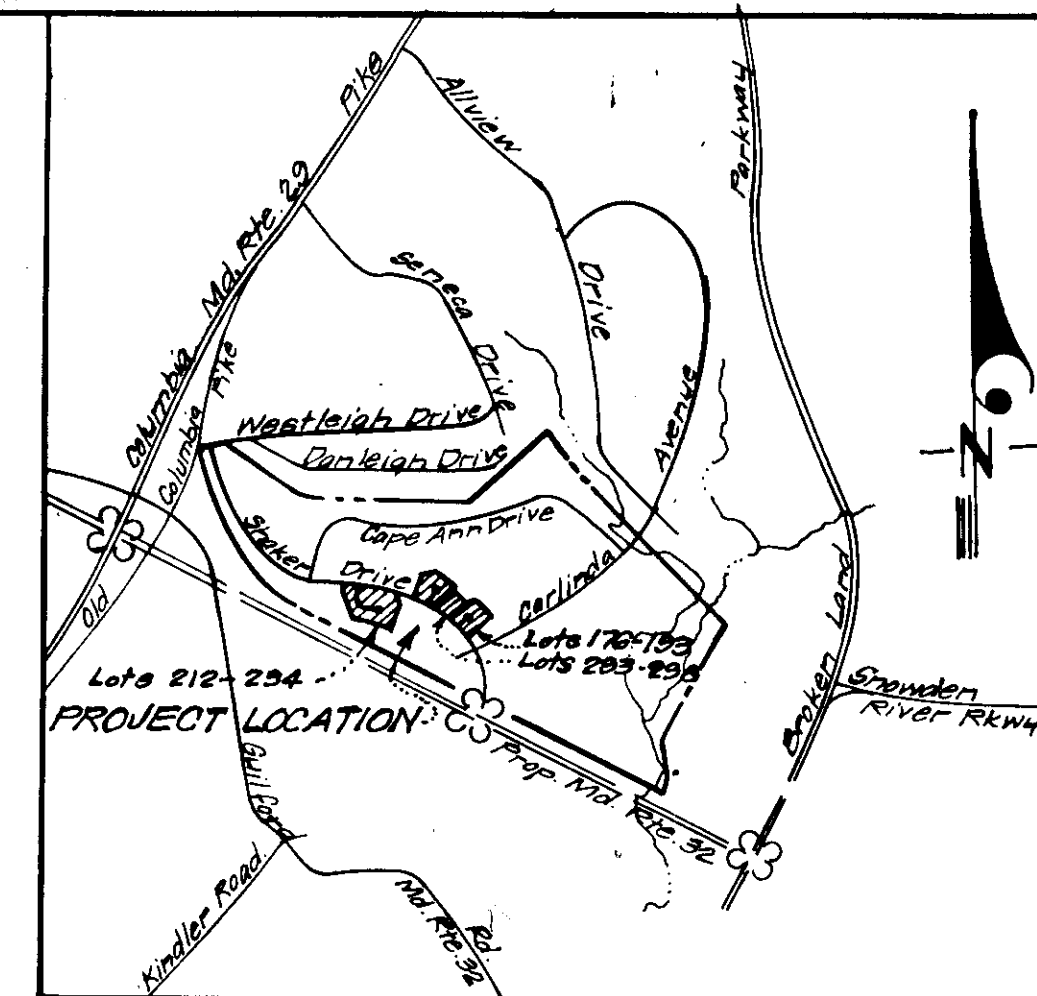 Columbia Md. Rte. 29 Pike
Allview
Drive
Parkway
Seneca
Drive
Old Columbia Pike
Westleigh Drive
Danleigh Drive
Avenue
N
Shaker
Drive
Cape Ann Drive
Carlinda
Lots 176-193
Lots 283-298
Lots 212-234
PROJECT LOCATION
Broken Land
Snowden
River Rkwy
Prop. Md. Rte. 32
Guilford
Kindler Road
Md. Rte. 32
Rd.